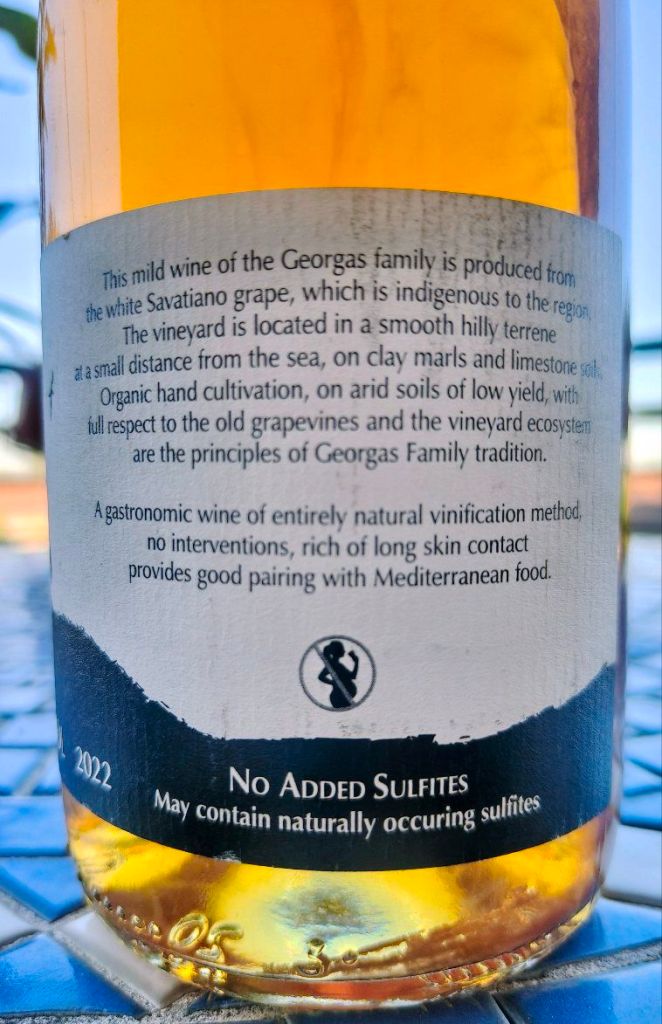 This mild wine of the Georgas family is produced from
the white Savatiano grape, which is indigenous to the region.
The vineyard is located in a smooth hilly terrene
at a small distance from the sea, on clay marls and limestone soils.
Organic hand cultivation, on arid soils of low yield, with
full respect to the old grapevines and the vineyard ecosystem
are the principles of Georgas Family tradition.
A gastronomic wine of entirely natural vinification method,
no interventions, rich of long skin contact
provides good pairing with Mediterranean food.
2022
NO ADDED SULFITES
May contain naturally occuring sulfites